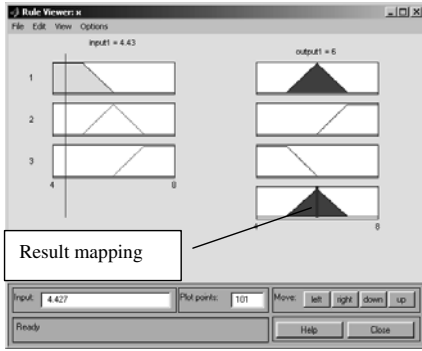 Rule Viewer: н
File Edit View Options
input1 = 4.43
output1 = 6
1
2
3
4 8
4 8
Result mapping
Input: 4.427 Plot points: 101 Move: left right down up
Ready Help Close